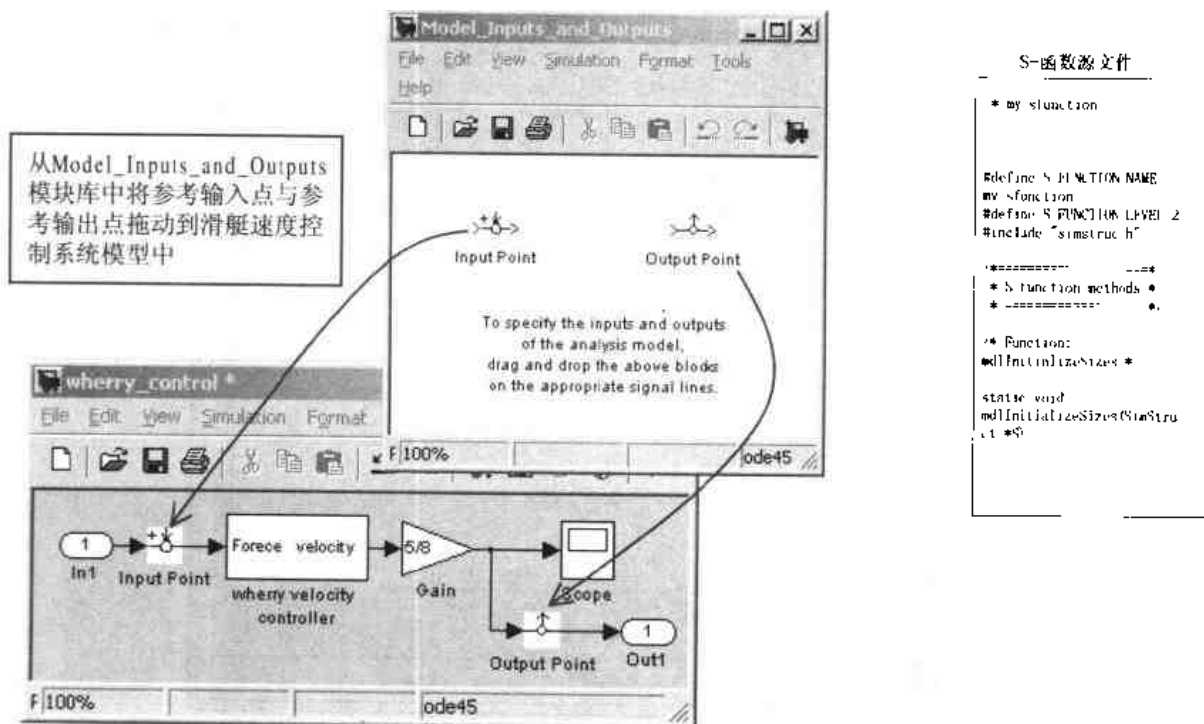 Model_Inputs_and_Outputs
File Edit View Simulation Format Tools
Help
从Model_Inputs_and_Outputs
模块库中将参考输入点与参
考输出点拖动到滑艇速度控
制系统模型中
Input Point
Output Point
To specify the inputs and outputs
of the analysis model,
drag and drop the above blocks
on the appropriate signal lines.
100%
ode45
wherry_control *
File Edit View Simulation Format
1
In1
Input Point
Forece velocity
wherry velocity
controller
5/8
Gain
Scope
Output Point
1
Out1
F 100%
ode45
S-函数源文件
* my sfunction
#define S FUNCTION NAME
my sfunction
#define S FUNCTION LEVEL 2
#include "simstruc h"
*========== ---=*
* S function methods *
* ============ *
/* Function:
mdlInitializeSizes *
static void
mdlInitializeSizes(SimStru
ct *S)